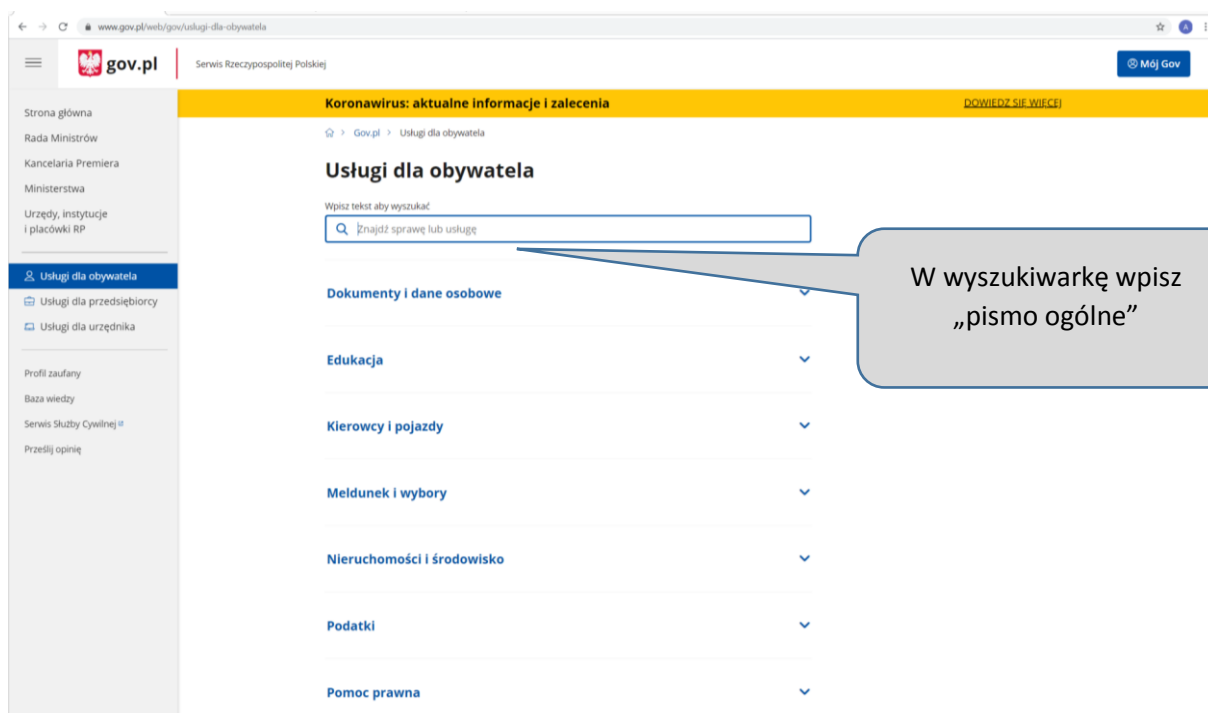 www.gov.pl/web/gov/uslugi-dla-obywatela
A
gov.pl
Serwis Rzeczypospolitej Polskiej
Mój Gov
Strona główna
Rada Ministrów
Kancelaria Premiera
Ministerstwa
Urzędy, instytucje
i placówki RP
Usługi dla obywatela
Usługi dla przedsiębiorcy
Usługi dla urzędnika
Profil zaufany
Baza wiedzy
Serwis Służby Cywilnej
Prześlij opinię
Koronawirus: aktualne informacje i zalecenia
DOWIEDZ SIĘ WIĘCEJ
Gov.pl > Usługi dla obywatela
Usługi dla obywatela
Wpisz tekst aby wyszukać
Znajdź sprawę lub usługę
Dokumenty i dane osobowe
Edukacja
Kierowcy i pojazdy
Meldunek i wybory
Nieruchomości i środowisko
Podatki
Pomoc prawna
W wyszukiwarkę wpisz
„pismo ogólne”